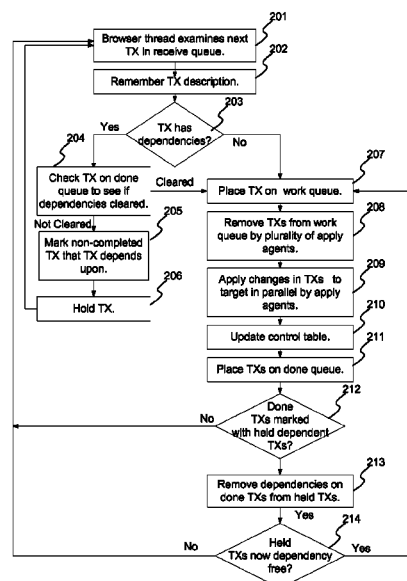 201
Browser thread examines next
TX in receive queue.
202
Remember TX description.
203
TX has
dependencies?
Yes
No
204
Check TX on done
queue to see if
dependencies cleared.
Cleared
Not Cleared
205
Mark non-completed
TX that TX depends
upon.
206
Hold TX.
207
Place TX on work queue.
208
Remove TXs from work
queue by plurality of apply
agents.
209
Apply changes in TXs to
target in parallel by apply
agents.
210
Update control table.
211
Place TXs on done queue.
212
Done
TXs marked
with held dependent
TXs?
No
213
Remove dependencies on
done TXs from held TXs.
Yes
214
Held
TXs now dependency
free?
No
Yes